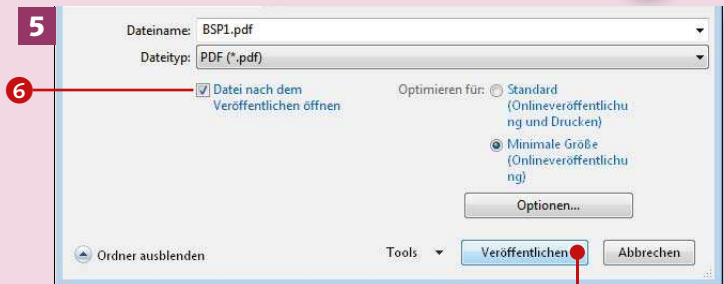 5
Dateiname: BSP1.pdf
Dateityp: PDF (*.pdf)
6
Datei nach dem
Veröffentlichen öffnen
Optimieren für:
Standard
(Onlineveröffentlichu
ng und Drucken)
Minimale Größe
(Onlineveröffentlichu
ng)
Optionen...
Ordner ausblenden
Tools
Veröffentlichen
Abbrechen